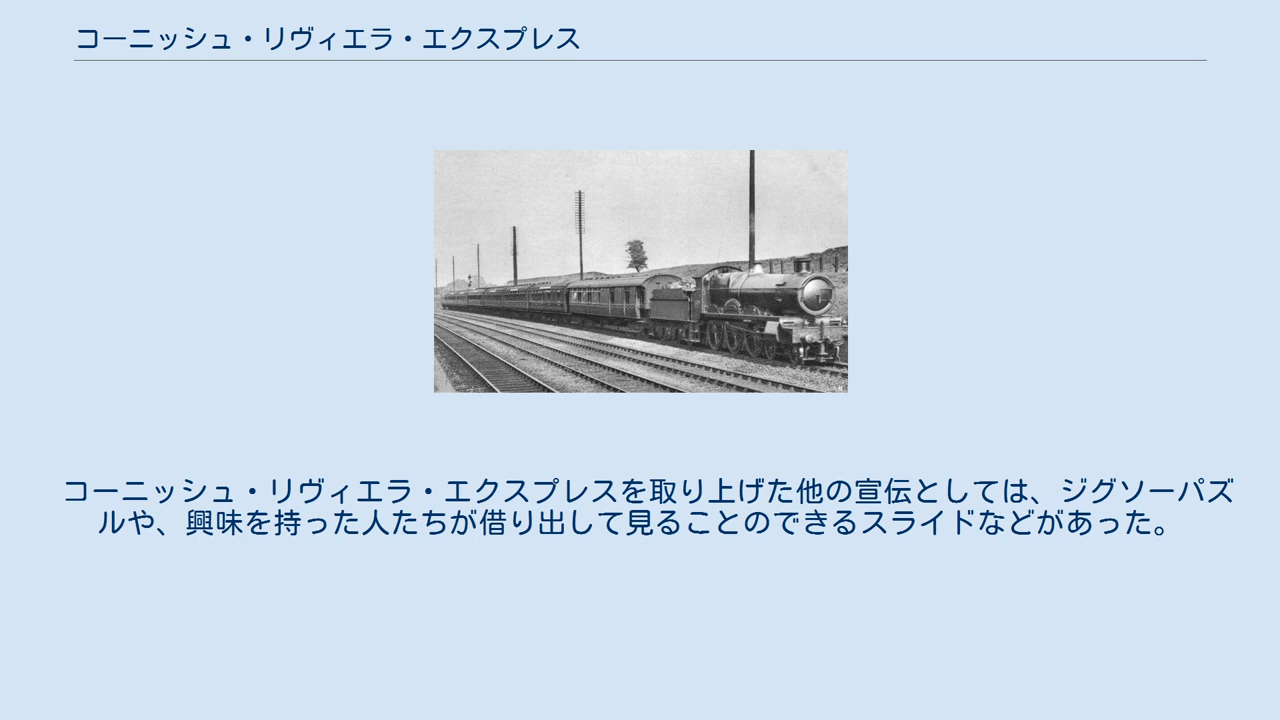 コーニッシュ・リヴィエラ・エクスプレス
コーニッシュ・リヴィエラ・エクスプレスを取り上げた他の宣伝としては、ジグソーパズ
ルや、興味を持った人たちが借り出して見ることのできるスライドなどがあった。